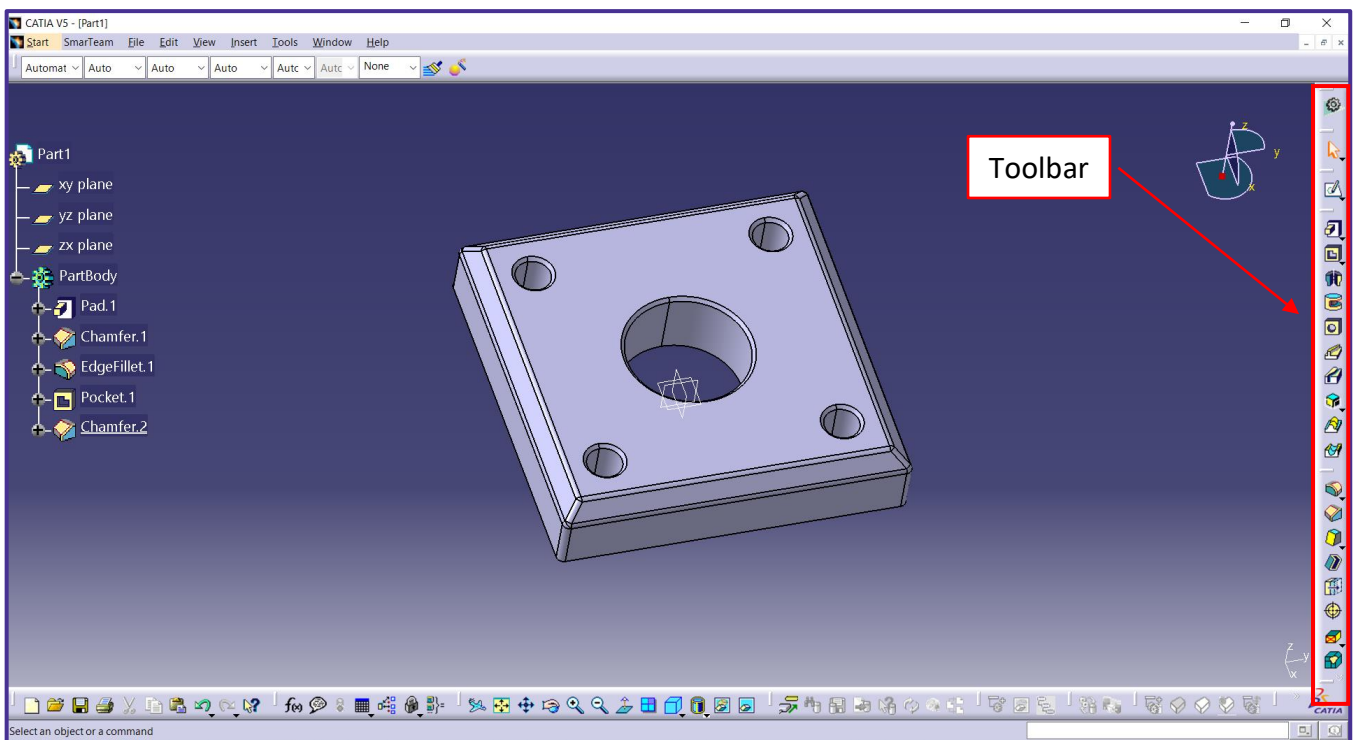 CATIA V5 - [Part1]
Start SmarTeam File Edit View Insert Tools Window Help
Automat Auto Auto Auto Autc Autc None
z
y
x
Toolbar
Part1
xy plane
yz plane
zx plane
PartBody
Pad.1
Chamfer.1
EdgeFillet.1
Pocket.1
Chamfer.2
z
y
x
f(x)
CATIA
Select an object or a command